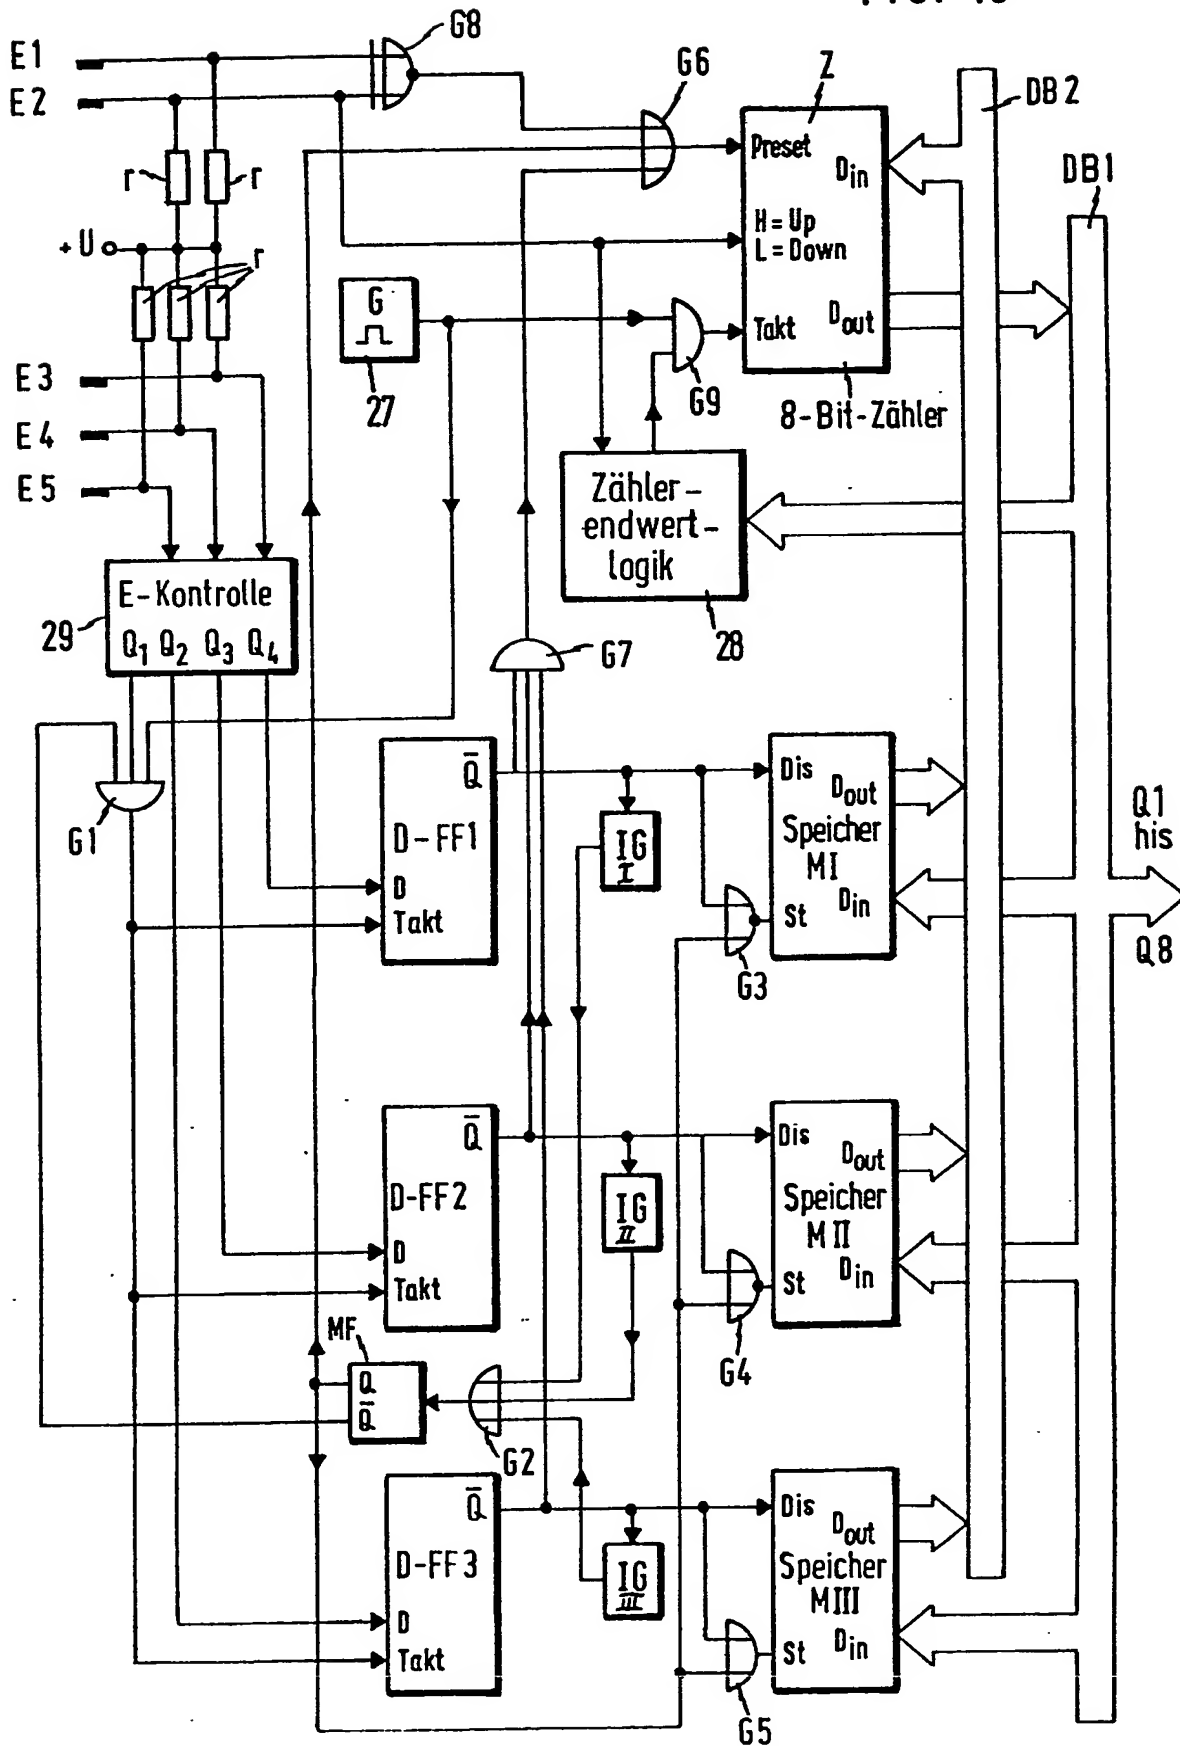 E1
G8
G6
Z
DB2
E2
r
r
Preset
Din
DB1
+U
r
H=Up
L=Down
G
27
Takt
Dout
G9
8-Bit-Zähler
E3
E4
E5
Zähler-
endwert-
logik
28
E-Kontrolle
29
Q1 Q2 Q3 Q4
G7
G1
Q̅
D-FF1
D
Takt
IG
I
Dis
Dout
Speicher
MI
Din
St
G3
Q1
his
Q8
Q̅
D-FF2
D
Takt
IG
II
Dis
Dout
Speicher
MII
Din
St
G4
MF
Q
Q̅
G2
Q̅
D-FF3
D
Takt
IG
III
Dis
Dout
Speicher
MIII
Din
St
G5